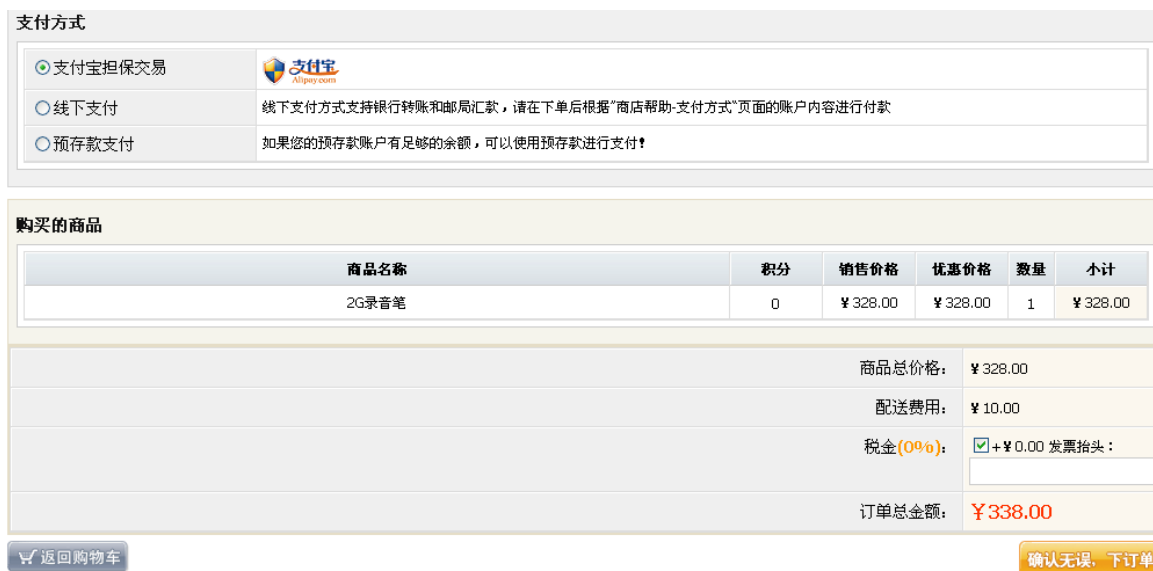 支付方式
支付宝担保交易 支付宝 Alipay.com
线下支付 线下支付方式支持银行转账和邮局汇款，请在下单后根据"商店帮助-支付方式"页面的账户内容进行付款
预存款支付 如果您的预存款账户有足够的余额，可以使用预存款进行支付！
购买的商品
商品名称 积分 销售价格 优惠价格 数量 小计
2G录音笔 0 ¥328.00 ¥328.00 1 ¥328.00
商品总价格： ¥328.00
配送费用： ¥10.00
税金(0%)： +¥0.00 发票抬头：
订单总金额： ¥338.00
返回购物车 确认无误，下订单